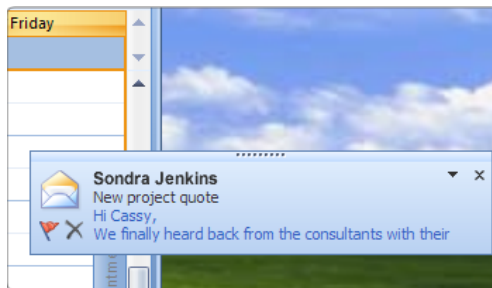 Friday
Sondra Jenkins
New project quote
Hi Cassy,
We finally heard back from the consultants with their